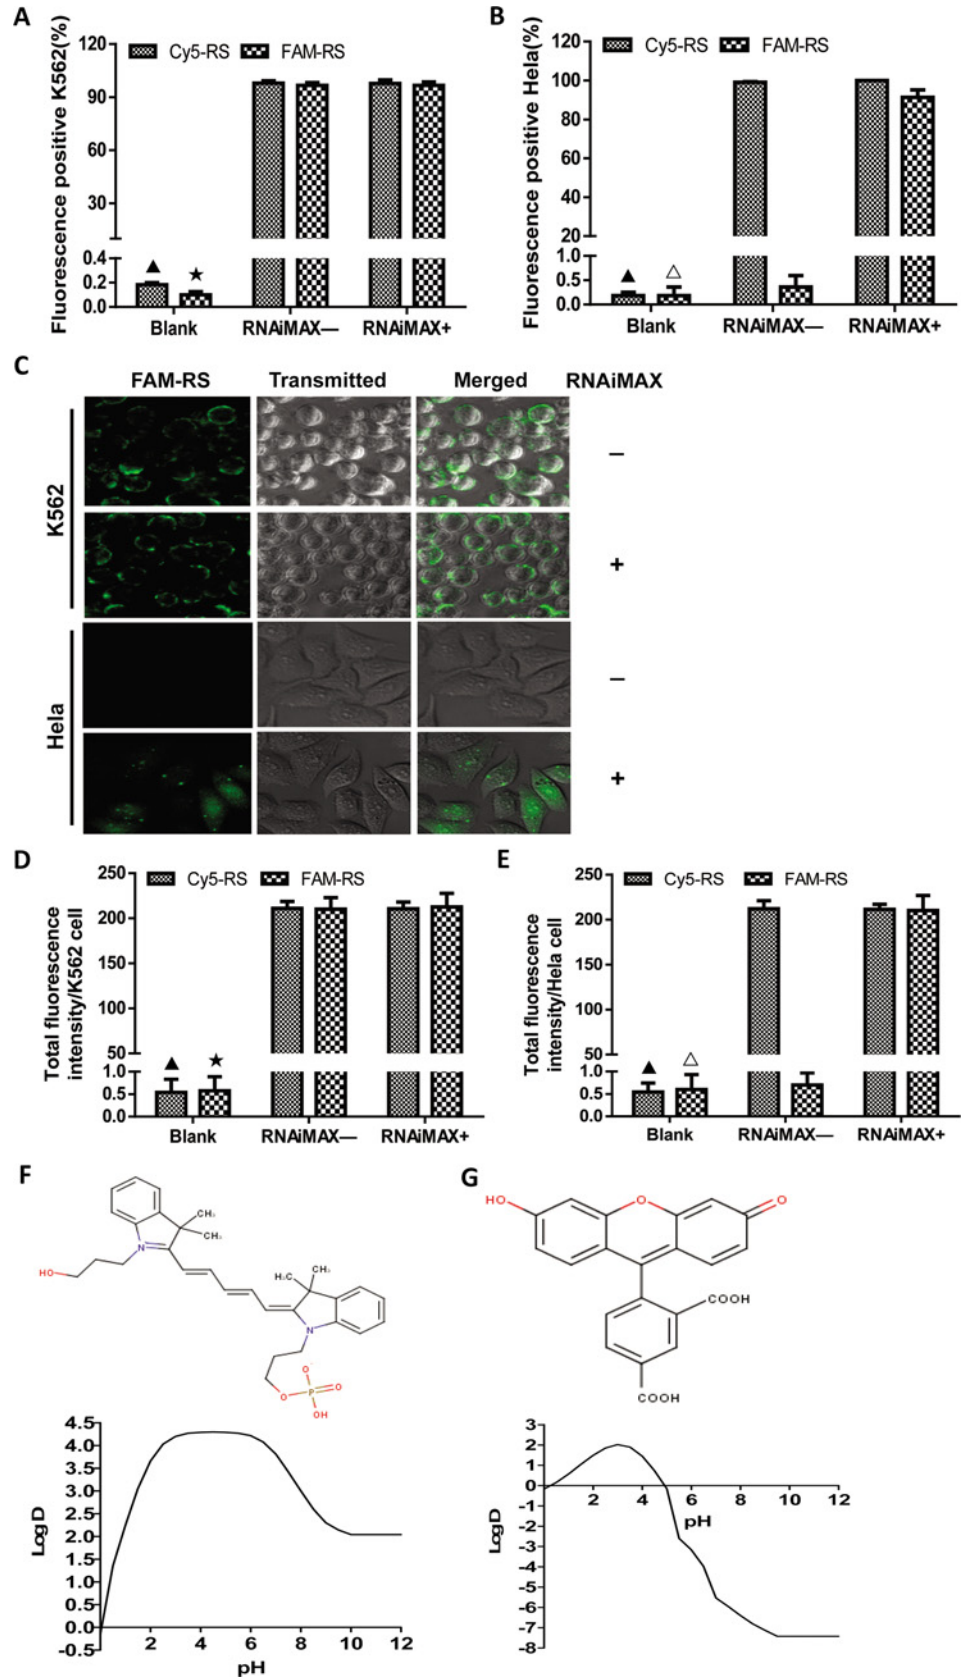 A
Fluorescence positive K562(%)
Cy5-RS FAM-RS
120
90
60
30
0.4
0.2
0.0
▲ ★
Blank RNAiMAX— RNAiMAX+
B
Fluorescence positive Hela(%)
Cy5-RS FAM-RS
120
100
80
60
40
20
1.0
0.5
0.0
▲ △
Blank RNAiMAX— RNAiMAX+
C
FAM-RS Transmitted Merged RNAiMAX
K562
–
+
Hela
–
+
D
Total fluorescence
intensity/K562 cell
Cy5-RS FAM-RS
250
200
150
100
50
1.0
0.5
0.0
▲ ★
Blank RNAiMAX— RNAiMAX+
E
Total fluorescence
intensity/Hela cell
Cy5-RS FAM-RS
250
200
150
100
50
1.0
0.5
0.0
▲ △
Blank RNAiMAX— RNAiMAX+
F
CH₃
CH₃
N⁺
HO
H₃C CH₃
N
O⁻
O P O
OH
LogD
4.5
4.0
3.5
3.0
2.5
2.0
1.5
1.0
0.5
0.0
-0.5
2 4 6 8 10 12
pH
G
HO O O
COOH
COOH
LogD
3
2
1
0
-1
-2
-3
-4
-5
-6
-7
-8
2 4 6 8 10 12
pH